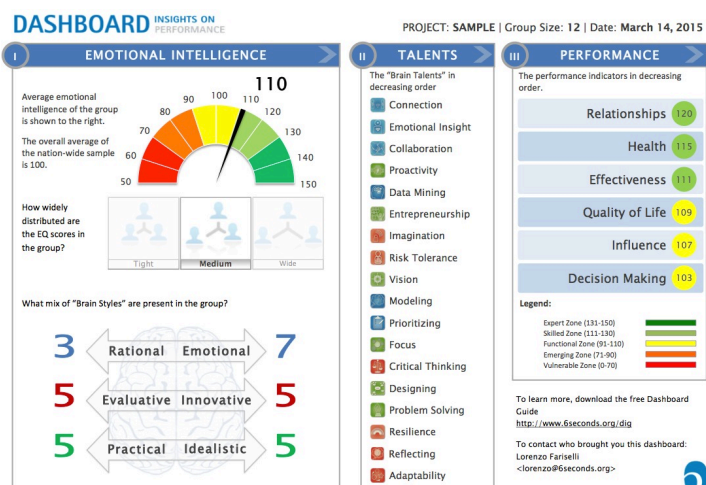 DASHBOARD INSIGHTS ON PERFORMANCE
PROJECT: SAMPLE | Group Size: 12 | Date: March 14, 2015
I EMOTIONAL INTELLIGENCE
Average emotional
intelligence of the group
is shown to the right.
The overall average of
the nation-wide sample
is 100.
110
50
60
70
80
90
100
110
120
130
140
150
How widely
distributed are
the EQ scores in
the group?
Tight
Medium
Wide
What mix of "Brain Styles" are present in the group?
3 Rational Emotional 7
5 Evaluative Innovative 5
5 Practical Idealistic 5
II TALENTS
The "Brain Talents" in
decreasing order
Connection
Emotional Insight
Collaboration
Proactivity
Data Mining
Entrepreneurship
Imagination
Risk Tolerance
Vision
Modeling
Prioritizing
Focus
Critical Thinking
Designing
Problem Solving
Resilience
Reflecting
Adaptability
III PERFORMANCE
The performance indicators in decreasing
order.
Relationships 120
Health 115
Effectiveness 111
Quality of Life 109
Influence 107
Decision Making 103
Legend:
Expert Zone (131-150)
Skilled Zone (111-130)
Functional Zone (91-110)
Emerging Zone (71-90)
Vulnerable Zone (0-70)
To learn more, download the free Dashboard
Guide
http://www.6seconds.org/dig
To contact who brought you this dashboard:
Lorenzo Fariselli
<lorenzo@6seconds.org>